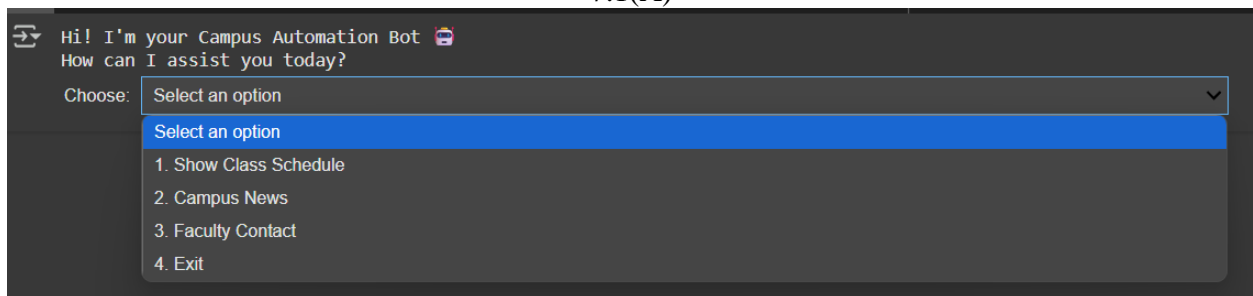 Hi! I'm your Campus Automation Bot 🤖
How can I assist you today?
Choose: Select an option
Select an option
1. Show Class Schedule
2. Campus News
3. Faculty Contact
4. Exit